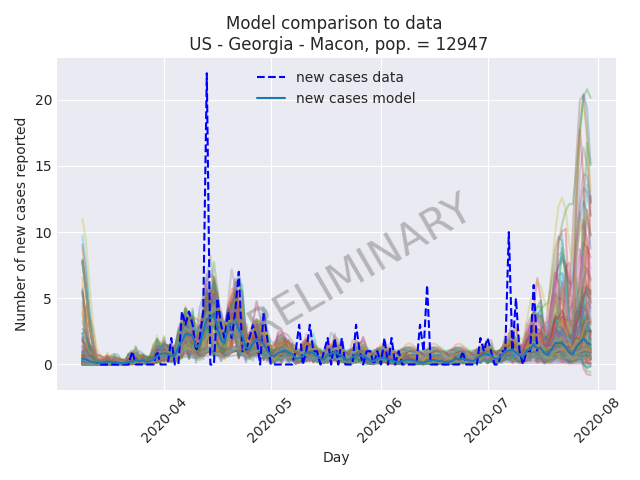 Model comparison to data
US - Georgia - Macon, pop. = 12947
new cases data
new cases model
PRELIMINARY
Number of new cases reported
20
15
10
5
0
2020-04
2020-05
2020-06
2020-07
2020-08
Day